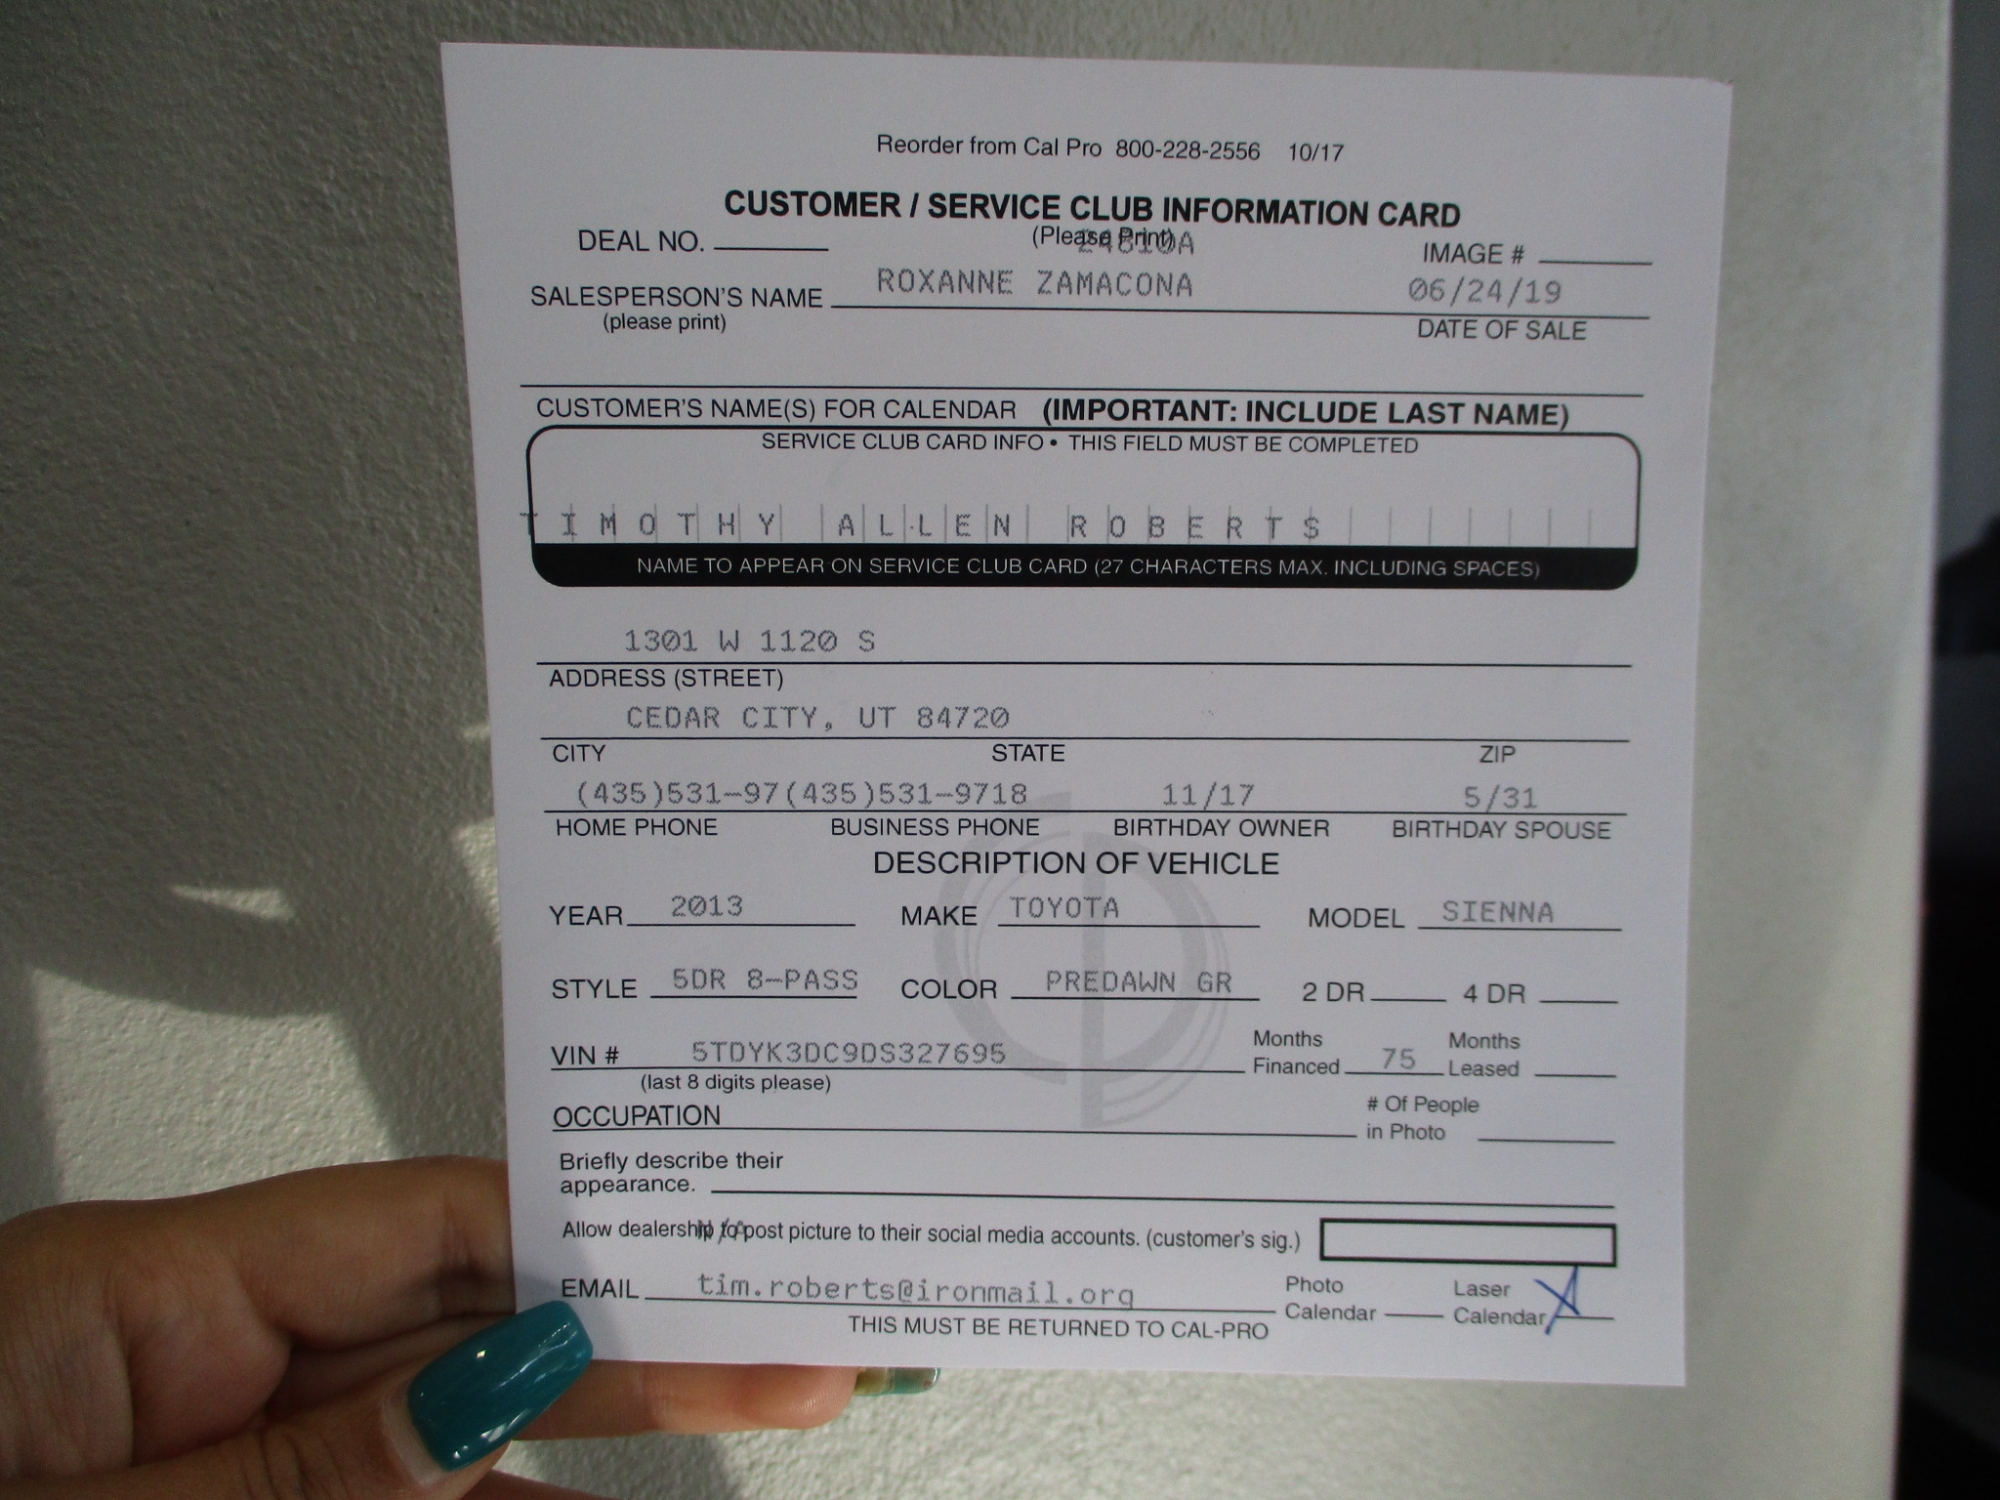 Reorder from Cal Pro 800-228-2556 10/17
CUSTOMER / SERVICE CLUB INFORMATION CARD
(Please Print)
DEAL NO. 24810A IMAGE #
SALESPERSON'S NAME ROXANNE ZAMACONA 06/24/19
(please print) DATE OF SALE
CUSTOMER'S NAME(S) FOR CALENDAR (IMPORTANT: INCLUDE LAST NAME)
SERVICE CLUB CARD INFO • THIS FIELD MUST BE COMPLETED
TIMOTHY ALLEN ROBERTS
NAME TO APPEAR ON SERVICE CLUB CARD (27 CHARACTERS MAX. INCLUDING SPACES)
1301 W 1120 S
ADDRESS (STREET)
CEDAR CITY, UT 84720
CITY STATE ZIP
(435)531-97(435)531-9718 11/17 5/31
HOME PHONE BUSINESS PHONE BIRTHDAY OWNER BIRTHDAY SPOUSE
DESCRIPTION OF VEHICLE
YEAR 2013 MAKE TOYOTA MODEL SIENNA
STYLE 5DR 8-PASS COLOR PREDAWN GR 2 DR 4 DR
VIN # 5TDYK3DC9DS327695 Months Financed 75 Months Leased
(last 8 digits please)
OCCUPATION # Of People in Photo
Briefly describe their
appearance.
N/A
Allow dealership to post picture to their social media accounts. (customer's sig.)
EMAIL tim.roberts@ironmail.org Photo Calendar Laser Calendar X
THIS MUST BE RETURNED TO CAL-PRO